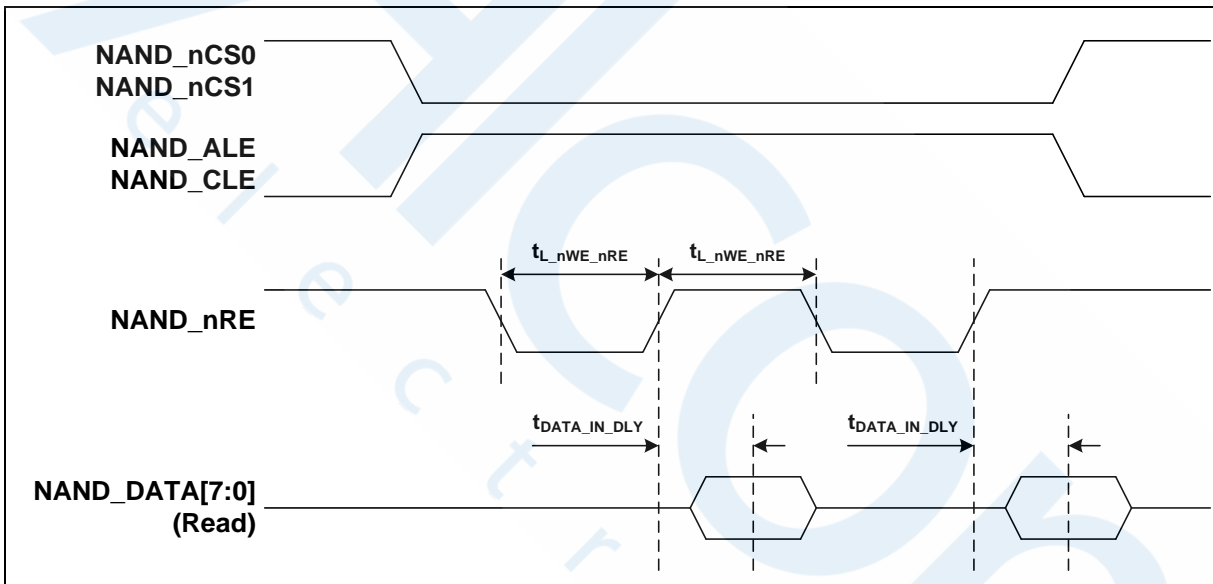 NAND_nCS0
NAND_nCS1
NAND_ALE
NAND_CLE
tL_nWE_nRE tL_nWE_nRE
NAND_nRE
tDATA_IN_DLY tDATA_IN_DLY
NAND_DATA[7:0]
(Read)